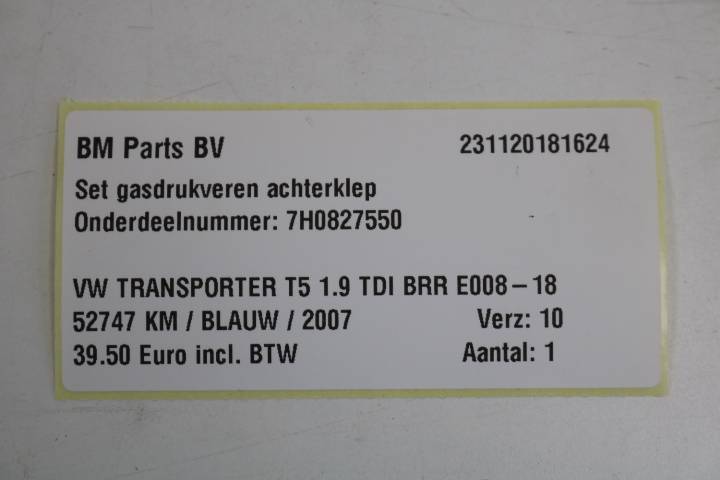 BM Parts BV 231120181624
Set gasdrukveren achterklep
Onderdeelnummer: 7H0827550
VW TRANSPORTER T5 1.9 TDI BRR E008-18
52747 KM / BLAUW / 2007 Verz: 10
39.50 Euro incl. BTW Aantal: 1